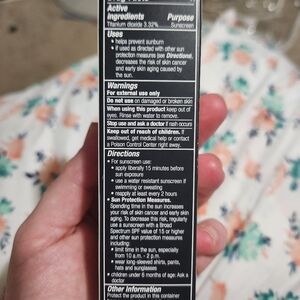 Active
Ingredients Purpose
Titanium dioxide 3.32% Sunscreen
Uses
• helps prevent sunburn
• if used as directed with other sun
protection measures (see Directions),
decreases the risk of skin cancer
and early skin aging caused by
the sun.
Warnings
For external use only
Do not use on damaged or broken skin
When using this product keep out of
eyes. Rinse with water to remove.
Stop use and ask a doctor if rash occurs
Keep out of reach of children. If
swallowed, get medical help or contact
a Poison Control Center right away.
Directions
• For sunscreen use:
• apply liberally 15 minutes before
sun exposure
• use a water resistant sunscreen if
swimming or sweating
• reapply at least every 2 hours
• Sun Protection Measures.
Spending time in the sun increases
your risk of skin cancer and early skin
aging. To decrease this risk, regularly
use a sunscreen with a Broad
Spectrum SPF value of 15 or higher
and other sun protection measures
including:
• limit time in the sun, especially
from 10 a.m. - 2 p.m.
• wear long-sleeved shirts, pants,
hats and sunglasses
• children under 6 months of age: Ask a
doctor
Other Information
Protect the product in this container